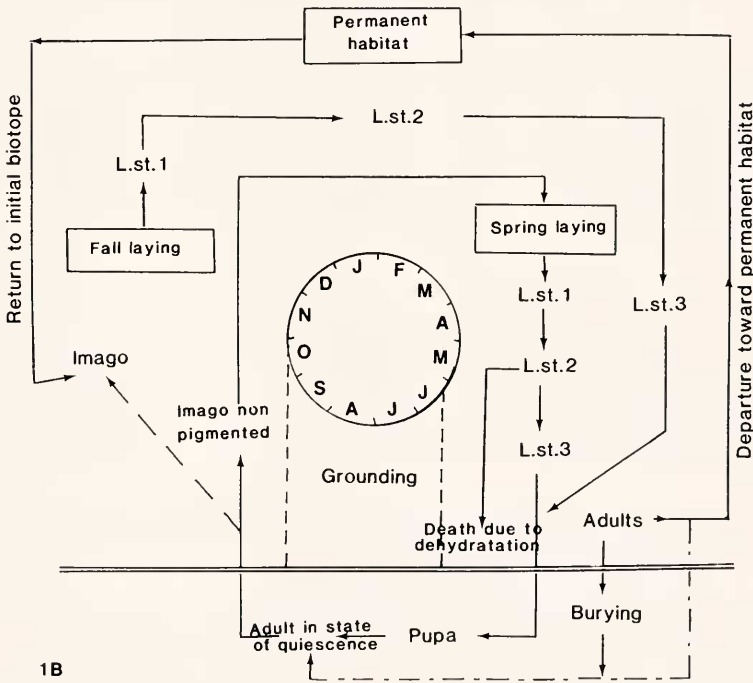 Permanent
habitat
Return to initial biotope
Departure toward permanent habitat
L.st.2
L.st.1
Fall laying
Spring laying
L.st.1
L.st.3
Imago
L.st.2
Imago non
pigmented
L.st.3
J F M A M J J A S O N D
Grounding
Death due to
dehydratation
Adults
Burying
Adult in state
of quiescence
Pupa
1B